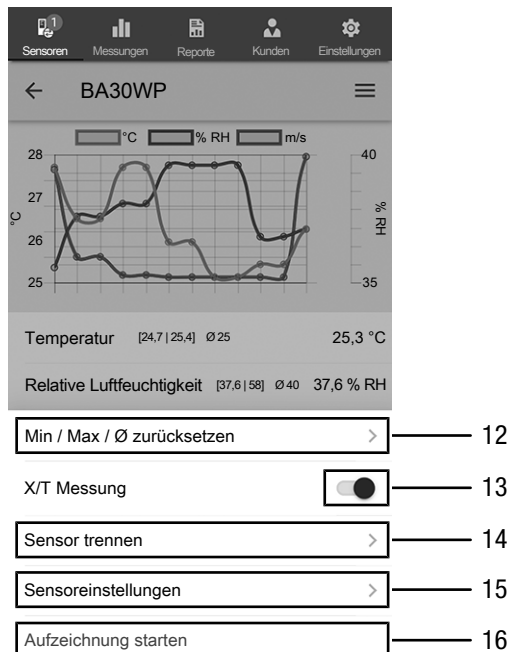 1
Sensoren Messungen Reporte Kunden Einstellungen
BA30WP
°C % RH m/s
28 40
27
°C % RH
26
25 35
Temperatur [24,7 | 25,4] Ø 25 25,3 °C
Relative Luftfeuchtigkeit [37,6 | 58] Ø 40 37,6 % RH
Min / Max / Ø zurücksetzen 12
X/T Messung 13
Sensor trennen 14
Sensoreinstellungen 15
Aufzeichnung starten 16